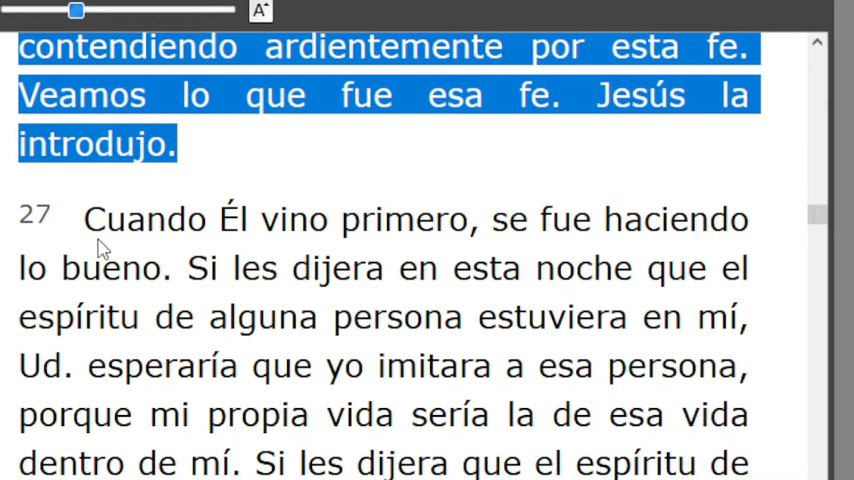 A
contendiendo ardientemente por esta fe.
Veamos lo que fue esa fe. Jesús la
introdujo.
27 Cuando Él vino primero, se fue haciendo
lo bueno. Si les dijera en esta noche que el
espíritu de alguna persona estuviera en mí,
Ud. esperaría que yo imitara a esa persona,
porque mi propia vida sería la de esa vida
dentro de mí. Si les dijera que el espíritu de